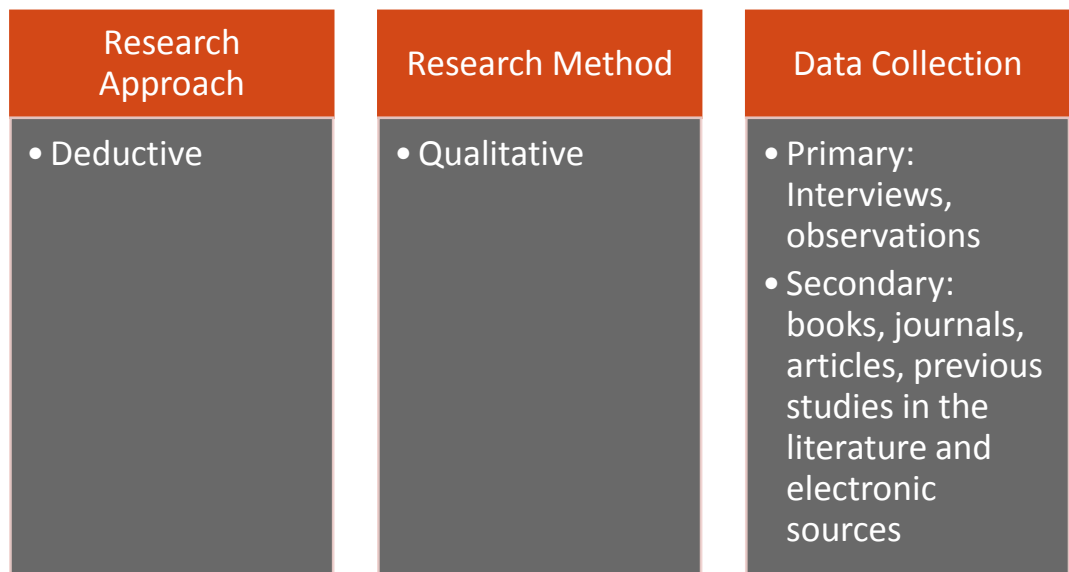 Research
Approach
• Deductive
Research Method
• Qualitative
Data Collection
• Primary:
Interviews,
observations
• Secondary:
books, journals,
articles, previous
studies in the
literature and
electronic
sources